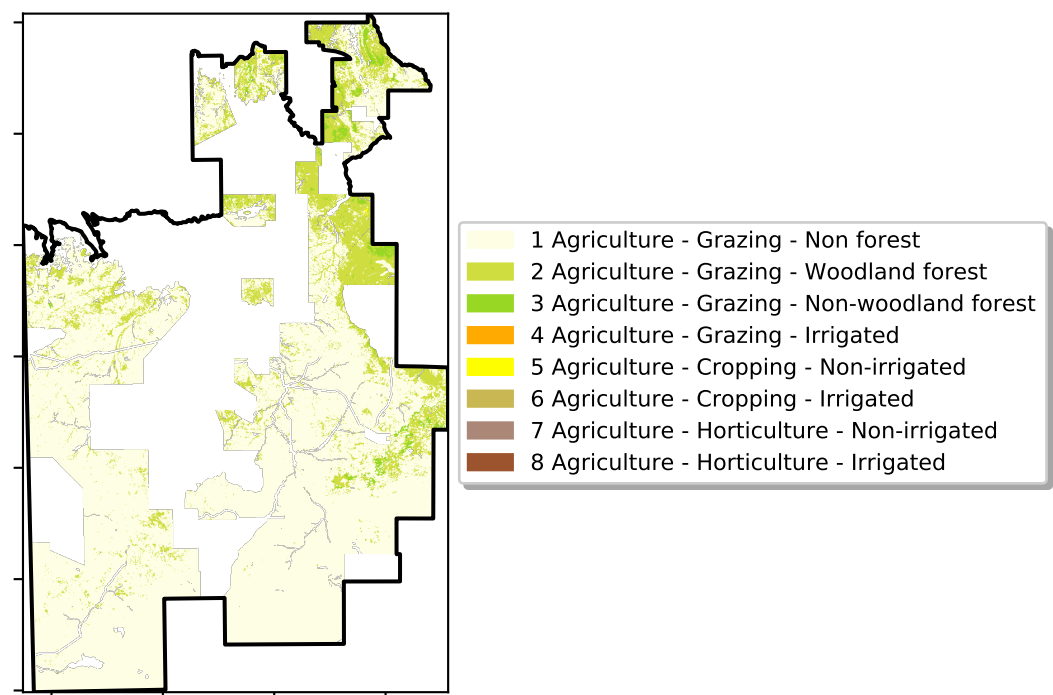 1 Agriculture - Grazing - Non forest
2 Agriculture - Grazing - Woodland forest
3 Agriculture - Grazing - Non-woodland forest
4 Agriculture - Grazing - Irrigated
5 Agriculture - Cropping - Non-irrigated
6 Agriculture - Cropping - Irrigated
7 Agriculture - Horticulture - Non-irrigated
8 Agriculture - Horticulture - Irrigated